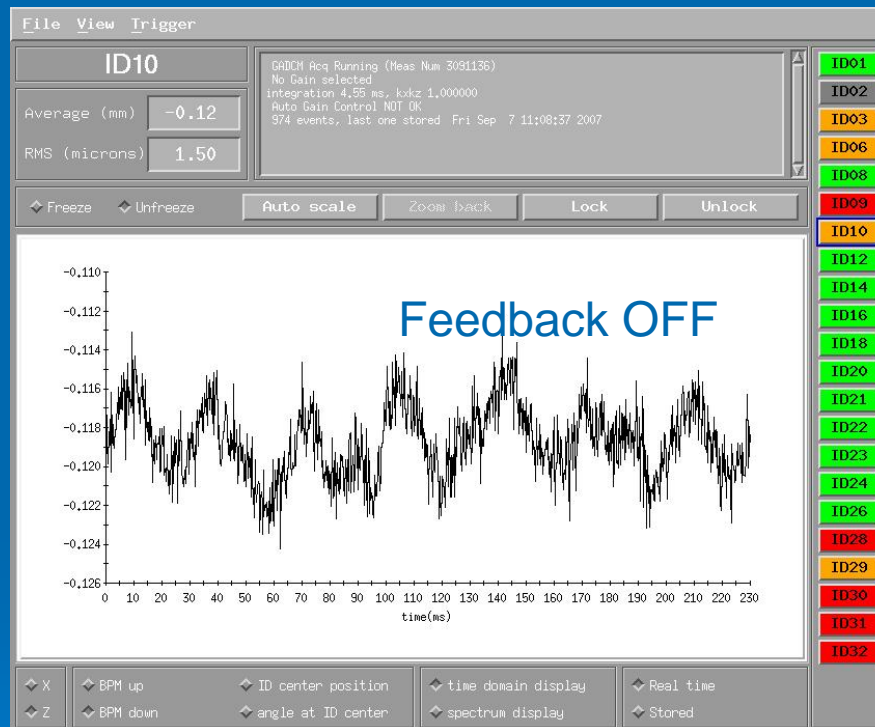 File View Trigger
ID10
Average (mm) -0.12
RMS (microns) 1.50
GADCM Acq Running (Meas Num 3091136)
No Gain selected
integration 4.55 ms, kxkz 1.000000
Auto Gain Control NOT OK
974 events, last one stored Fri Sep 7 11:08:37 2007
Freeze Unfreeze Auto scale Zoom back Lock Unlock
Feedback OFF
-0.110
-0.112
-0.114
-0.116
-0.118
-0.120
-0.122
-0.124
-0.126
0 10 20 30 40 50 60 70 80 90 100 110 120 130 140 150 160 170 180 190 200 210 220 230
time(ms)
X BPM up ID center position time domain display Real time
Z BPM down angle at ID center spectrum display Stored
ID01
ID02
ID03
ID06
ID08
ID09
ID10
ID12
ID14
ID16
ID18
ID20
ID21
ID22
ID23
ID24
ID26
ID28
ID29
ID30
ID31
ID32